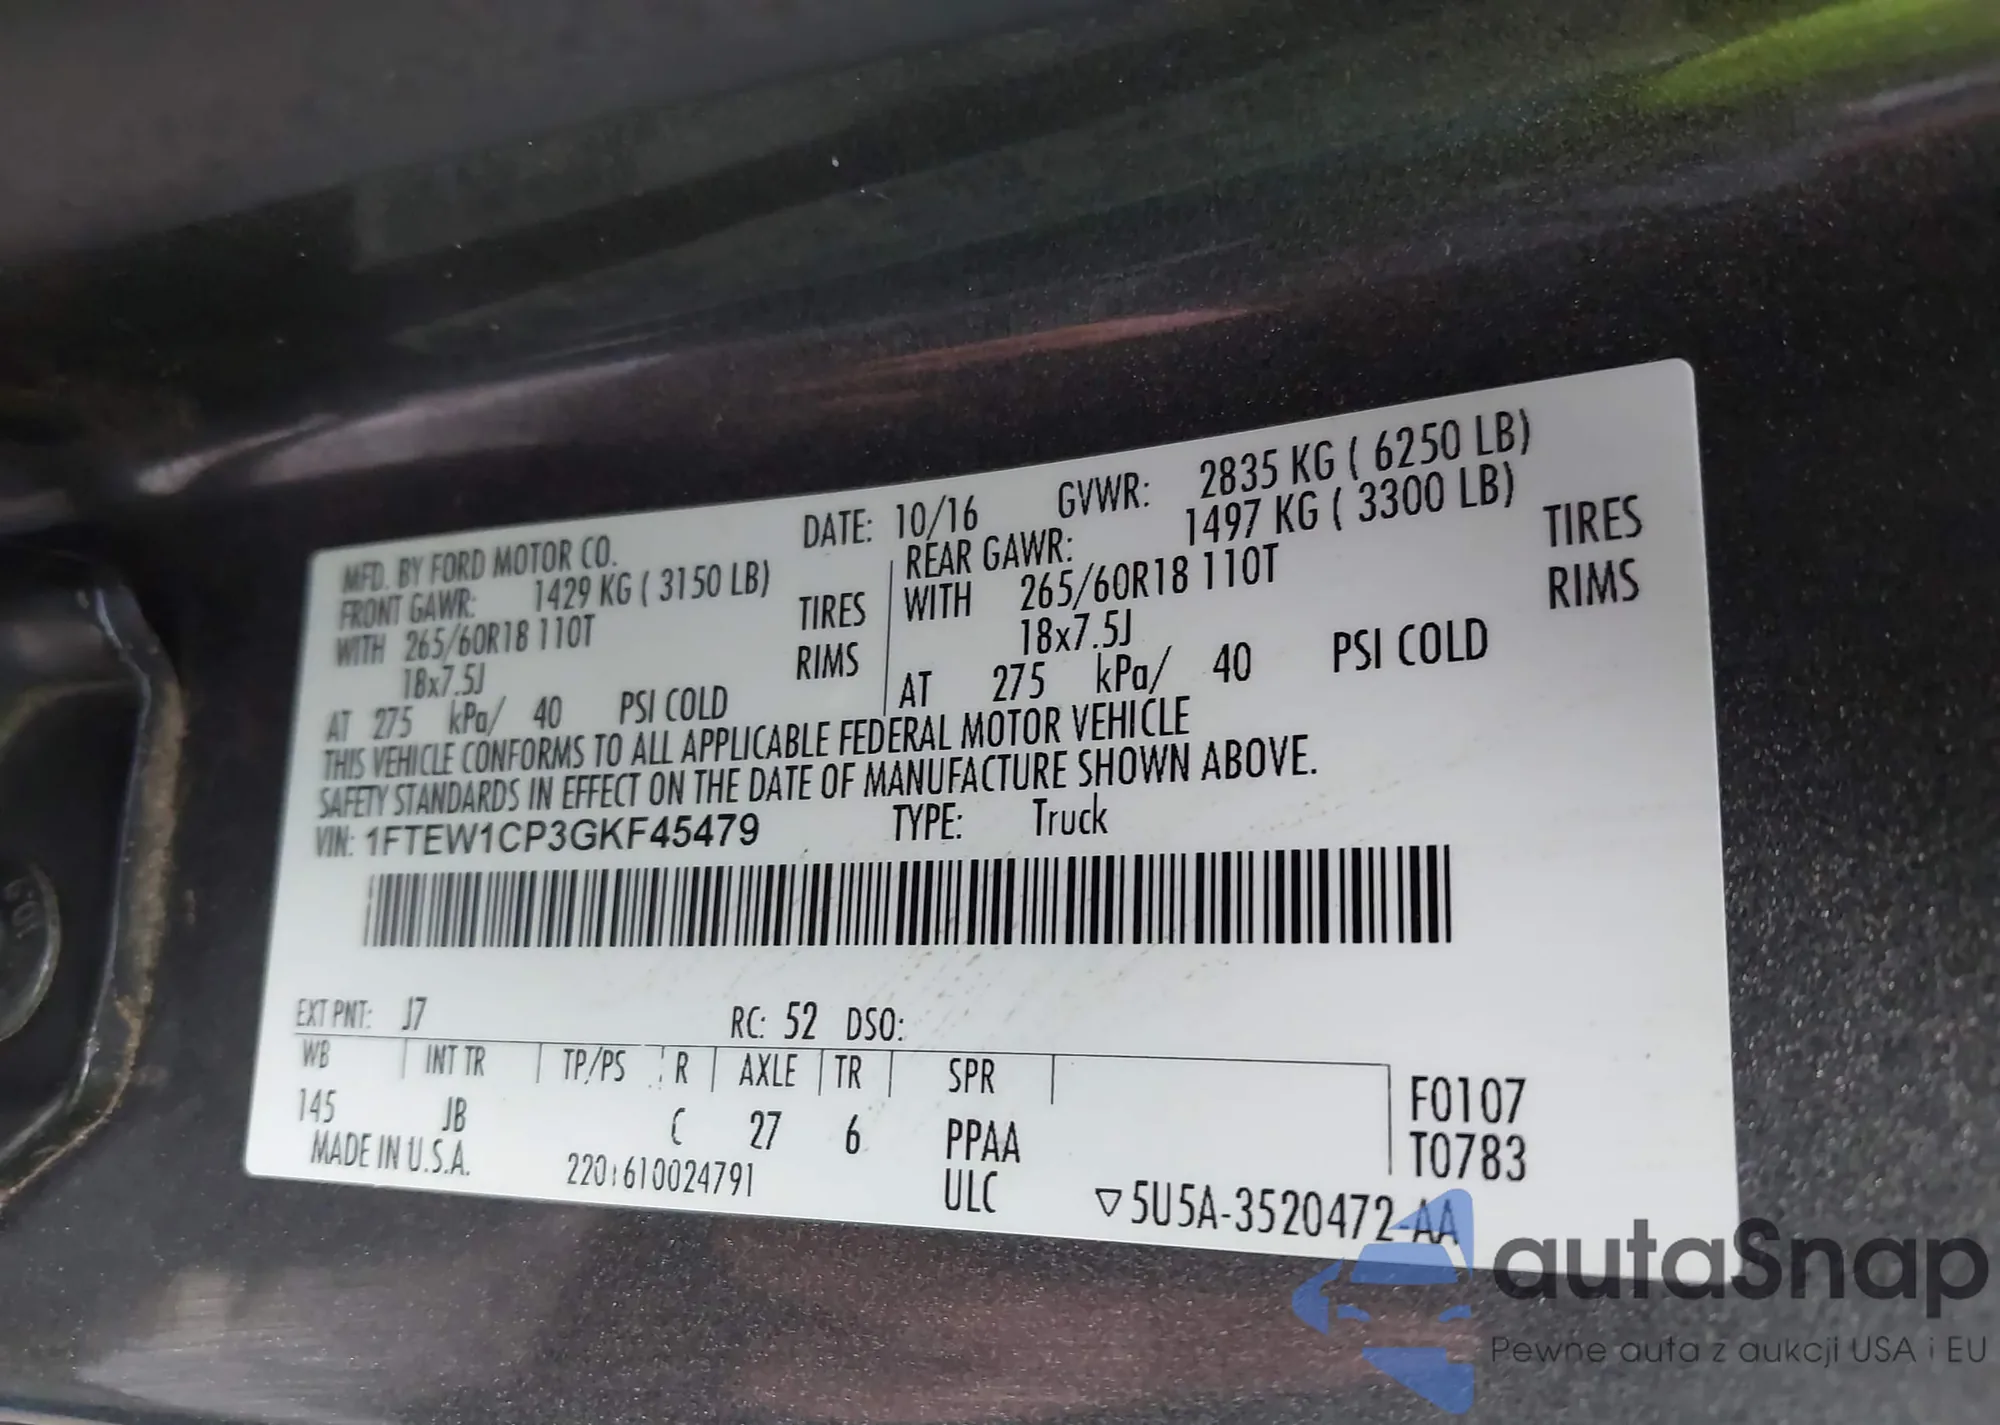 MFD. BY FORD MOTOR CO. DATE: 10/16 GVWR: 2835 KG ( 6250 LB)
FRONT GAWR: 1429 KG ( 3150 LB) REAR GAWR: 1497 KG ( 3300 LB)
WITH 265/60R18 110T TIRES WITH 265/60R18 110T TIRES
18x7.5J RIMS 18x7.5J RIMS
AT 275 kPa/ 40 PSI COLD AT 275 kPa/ 40 PSI COLD
THIS VEHICLE CONFORMS TO ALL APPLICABLE FEDERAL MOTOR VEHICLE
SAFETY STANDARDS IN EFFECT ON THE DATE OF MANUFACTURE SHOWN ABOVE.
VIN: 1FTEW1CP3GKF45479 TYPE: Truck
EXT PNT: J7 RC: 52 DSO:
WB INT TR TP/PS R AXLE TR SPR
145 JB C 27 6 PPAA F0107
MADE IN U.S.A. 2201610024791 ULC T0783
▽5U5A-3520472-AA
autaSnap
Pewne auta z aukcji USA i EU